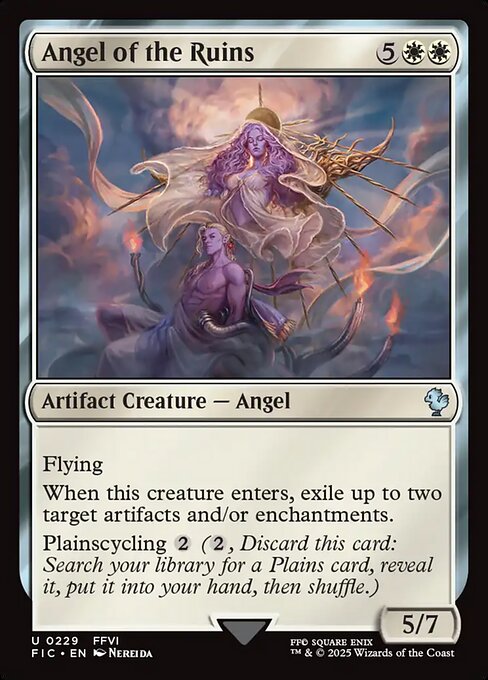 Angel of the Ruins 5
Artifact Creature — Angel
Flying
When this creature enters, exile up to two
target artifacts and/or enchantments.
Plainscycling 2 (2, Discard this card:
Search your library for a Plains card, reveal
it, put it into your hand, then shuffle.)
5/7
U 0229 FFVI
FIC • EN Nereida
FF© SQUARE ENIX
™ & © 2025 Wizards of the Coast